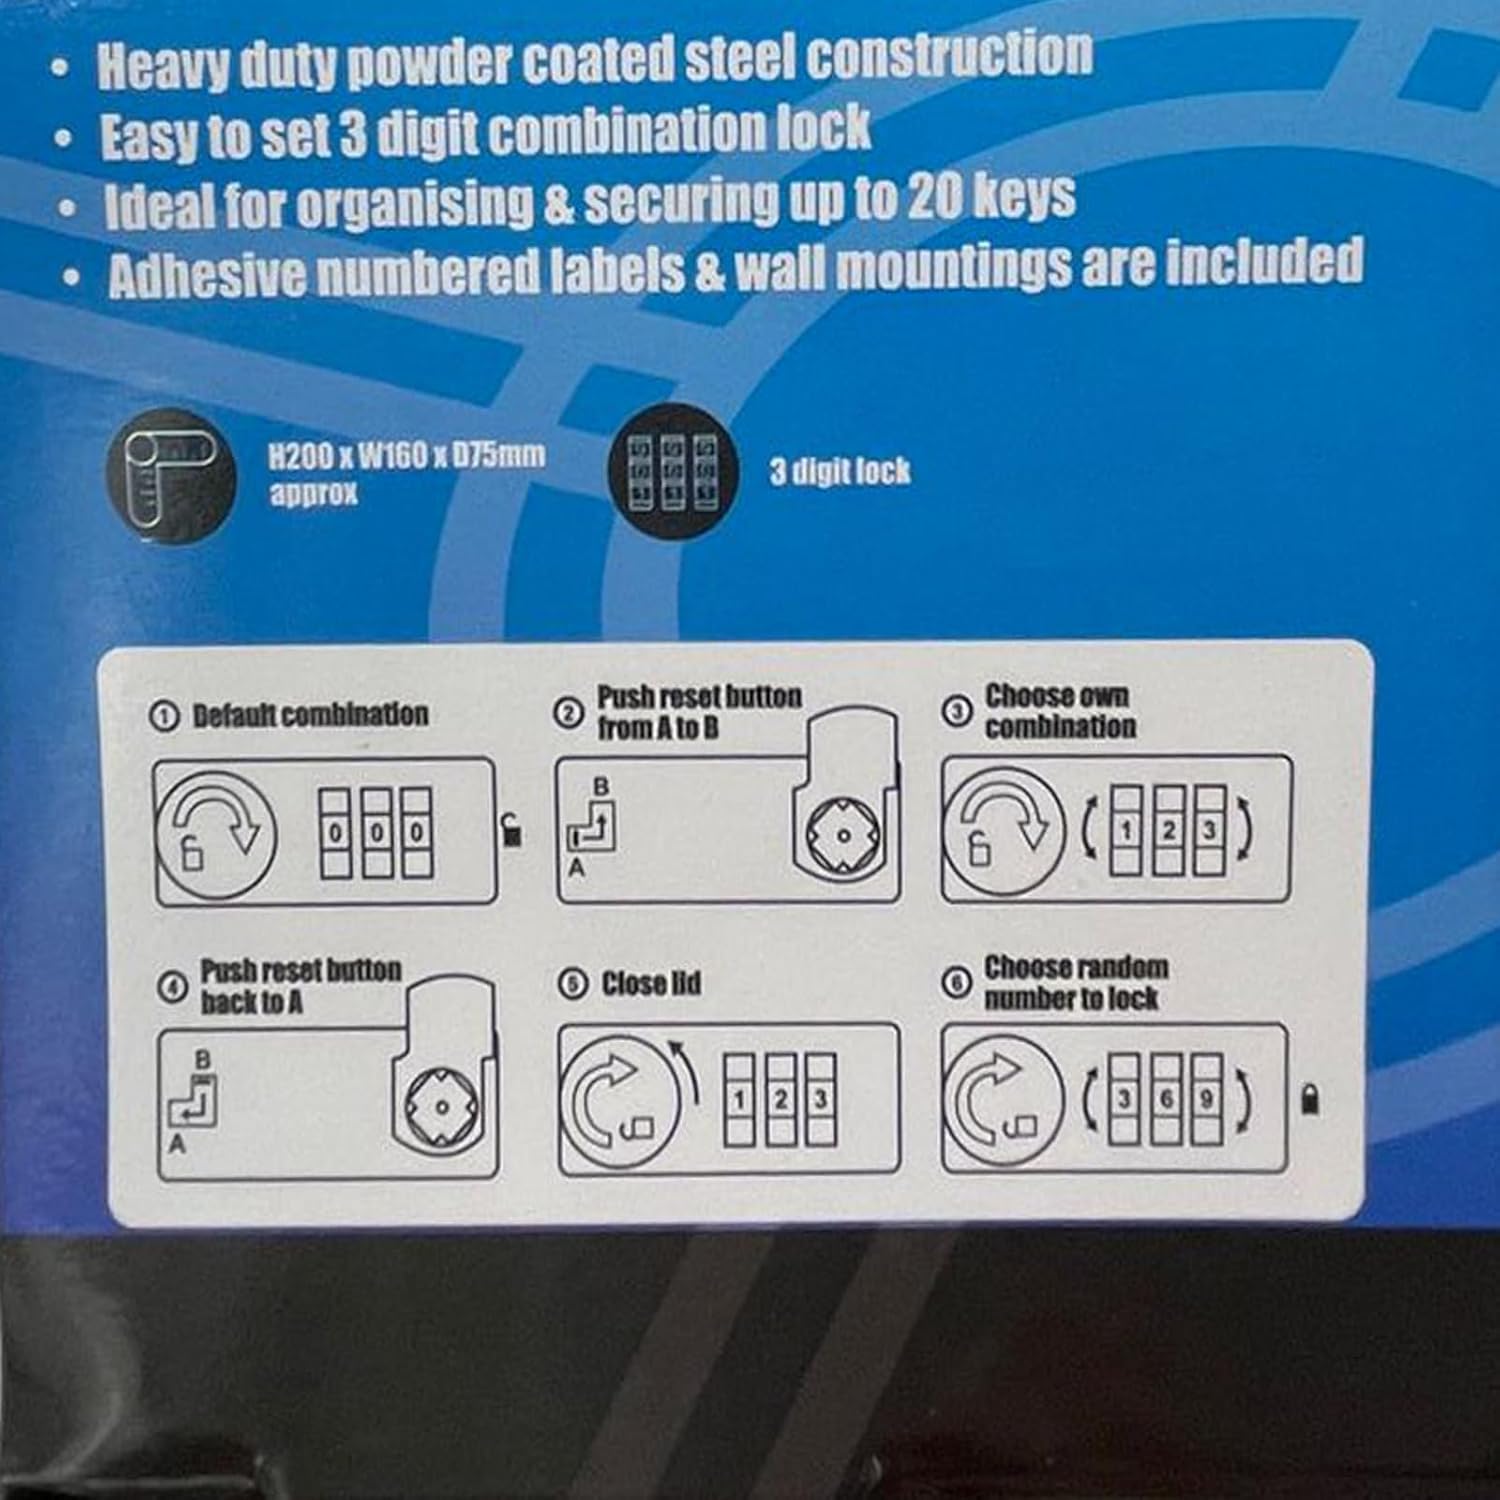 • Heavy duty powder coated steel construction
• Easy to set 3 digit combination lock
• Ideal for organising & securing up to 20 keys
• Adhesive numbered labels & wall mountings are included
H200 x W160 x D75mm
approx
3 digit lock
① Default combination
0 0 0
② Push reset button
from A to B
B
A
③ Choose own
combination
1 2 3
④ Push reset button
back to A
B
A
⑤ Close lid
1 2 3
⑥ Choose random
number to lock
3 6 9